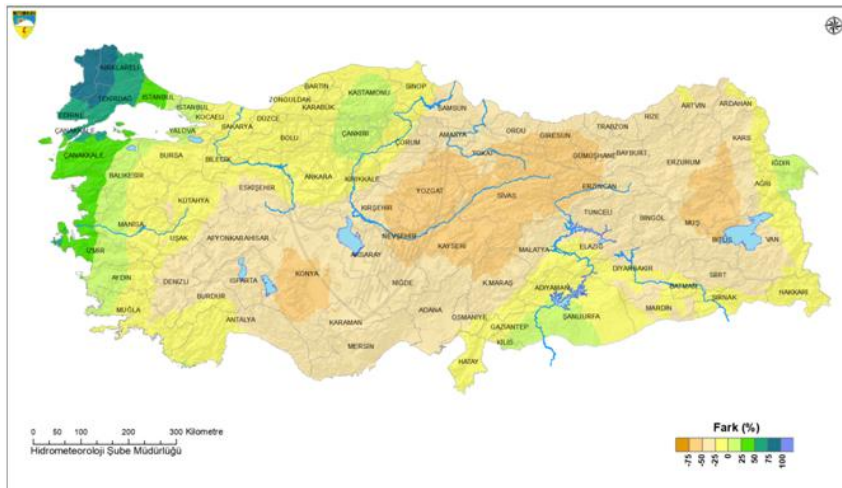 KIRKLARELİ
TEKİRDAĞ
EDİRNE
İSTANBUL
İSTANBUL
KOCAELİ
YALOVA
SAKARYA
DÜZCE
ZONGULDAK
BARTIN
KARABÜK
KASTAMONU
SİNOP
SAMSUN
ÇANKIRI
ÇORUM
AMASYA
TOKAT
ORDU
GİRESUN
TRABZON
RİZE
ARTVİN
ARDAHAN
KARS
GÜMÜŞHANE
BAYBURT
ERZURUM
IĞDIR
AĞRI
ÇANAKKALE
ÇANAKKALE
BALIKESİR
BURSA
BİLECİK
BOLU
ANKARA
KIRIKKALE
ESKİŞEHİR
KÜTAHYA
YOZGAT
SİVAS
ERZİNCAN
TUNCELİ
BİNGÖL
MUŞ
BİTLİS
VAN
MANİSA
İZMİR
UŞAK
AFYONKARAHİSAR
KIRŞEHİR
NEVŞEHİR
KAYSERİ
AKSARAY
MALATYA
ELAZIĞ
DİYARBAKIR
BATMAN
SİİRT
ŞIRNAK
HAKKARİ
AYDIN
DENİZLİ
ISPARTA
BURDUR
KONYA
NİĞDE
K.MARAŞ
ADIYAMAN
MARDİN
ŞANLIURFA
MUĞLA
ANTALYA
KARAMAN
MERSİN
ADANA
OSMANİYE
GAZİANTEP
KİLİS
HATAY
0 50 100 200 300 Kilometre
Hidrometeoroloji Şube Müdürlüğü
Fark (%)
-75 -50 -25 0 25 50 75 100